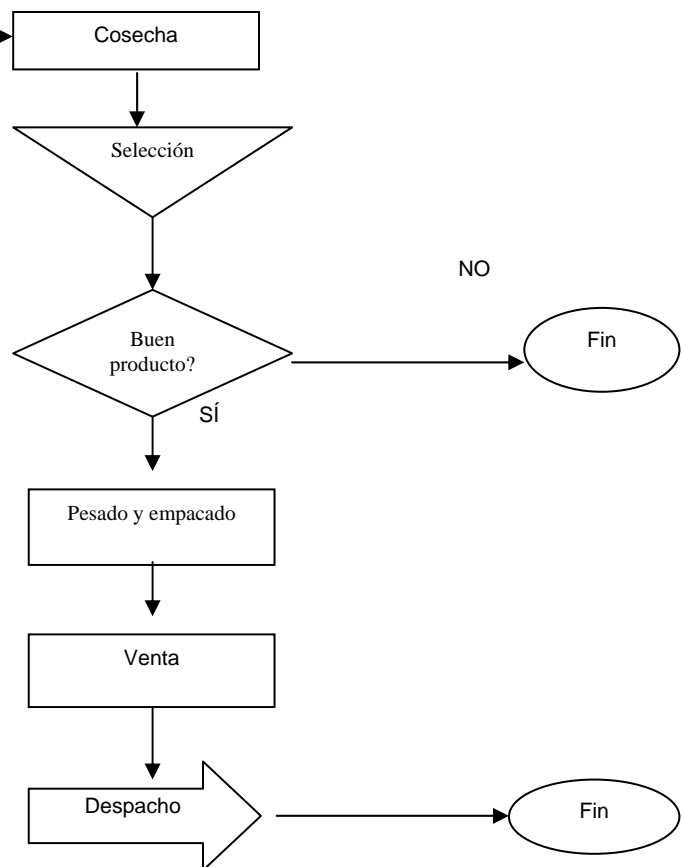 Cosecha
Selección
NO
Buen
producto?
Fin
SÍ
Pesado y empacado
Venta
Despacho
Fin